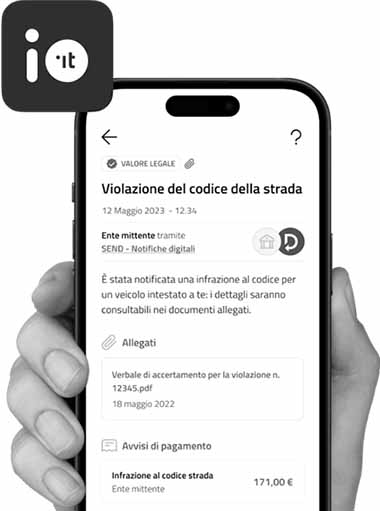 io
it
VALORE LEGALE
Violazione del codice della strada
12 Maggio 2023 - 12.34
Ente mittente tramite
SEND - Notifiche digitali
È stata notificata una infrazione al codice per
un veicolo intestato a te: i dettagli saranno
consultabili nei documenti allegati.
Allegati
Verbale di accertamento per la violazione n.
12345.pdf
18 maggio 2022
Avvisi di pagamento
Infrazione al codice strada 171,00 €
Ente mittente